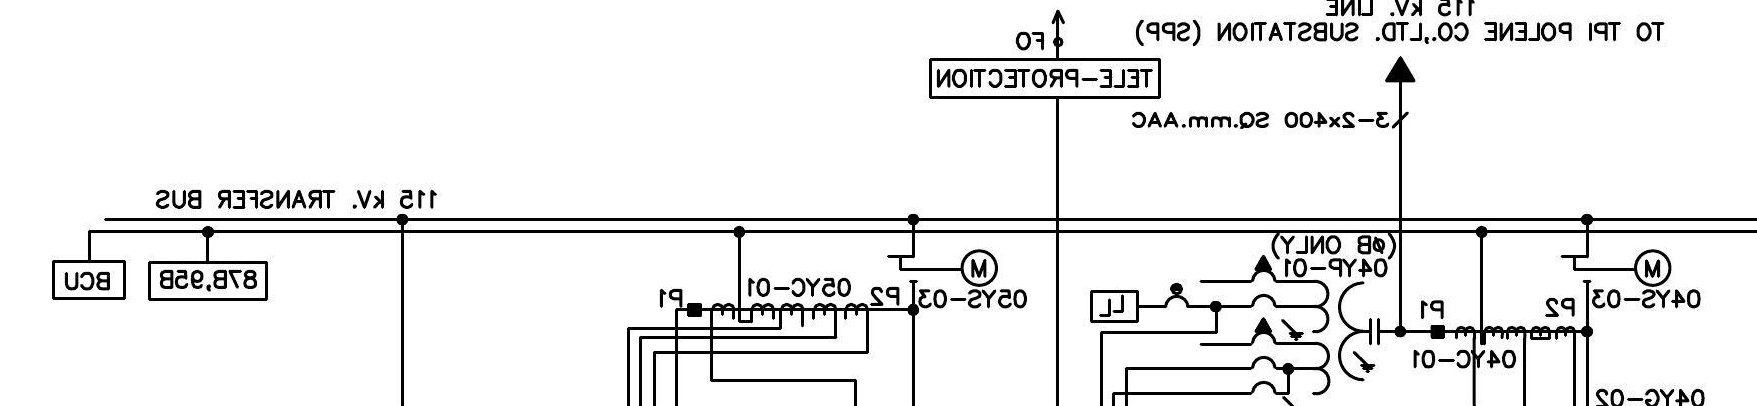 115 kV. LINE
TO TPI POLENE CO.,LTD. SUBSTATION (SPP)
FO
TELE-PROTECTION
3-2x400 SQ.mm.AAC
115 kV. TRANSFER BUS
(øB ONLY)
04YP-01
BCU
87B,95B
M
M
05YC-01
P1
P2
05YS-03
LL
P1
P2
04YS-03
04YC-01
04YG-02